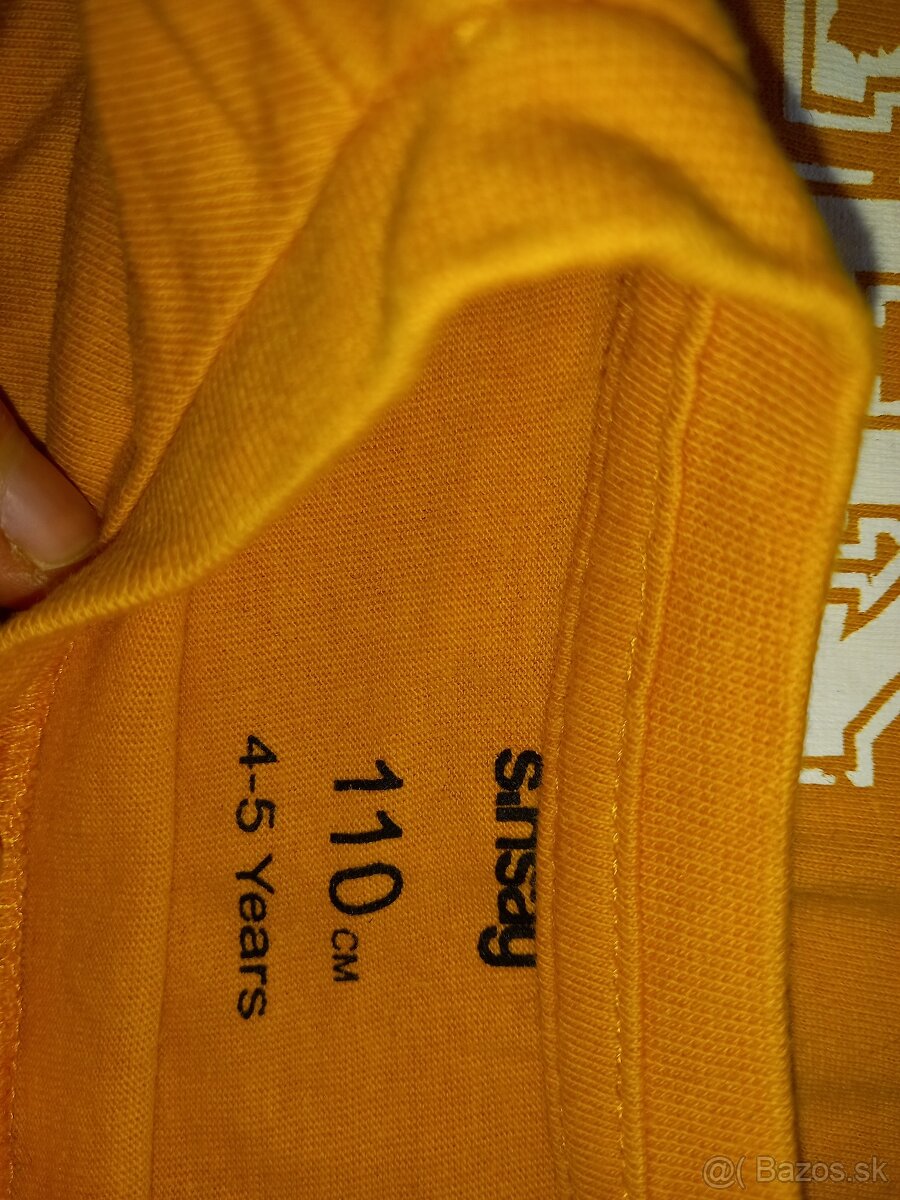 sinsay
110 CM
4-5 Years
@( Bazos.sk